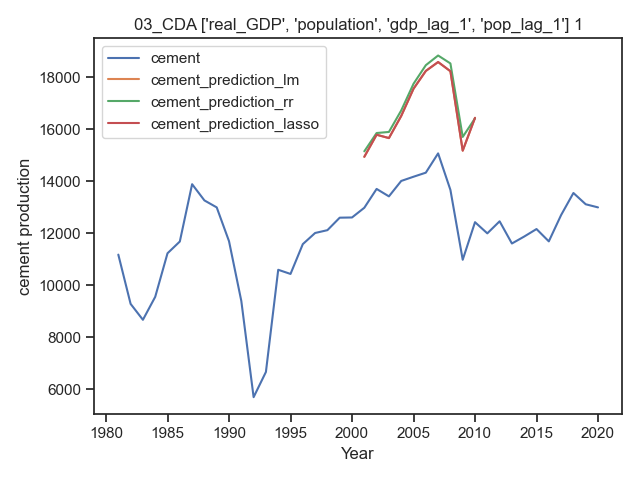 03_CDA ['real_GDP', 'population', 'gdp_lag_1', 'pop_lag_1'] 1
cement
cement_prediction_lm
cement_prediction_rr
cement_prediction_lasso
cement production
18000
16000
14000
12000
10000
8000
6000
1980 1985 1990 1995 2000 2005 2010 2015 2020
Year